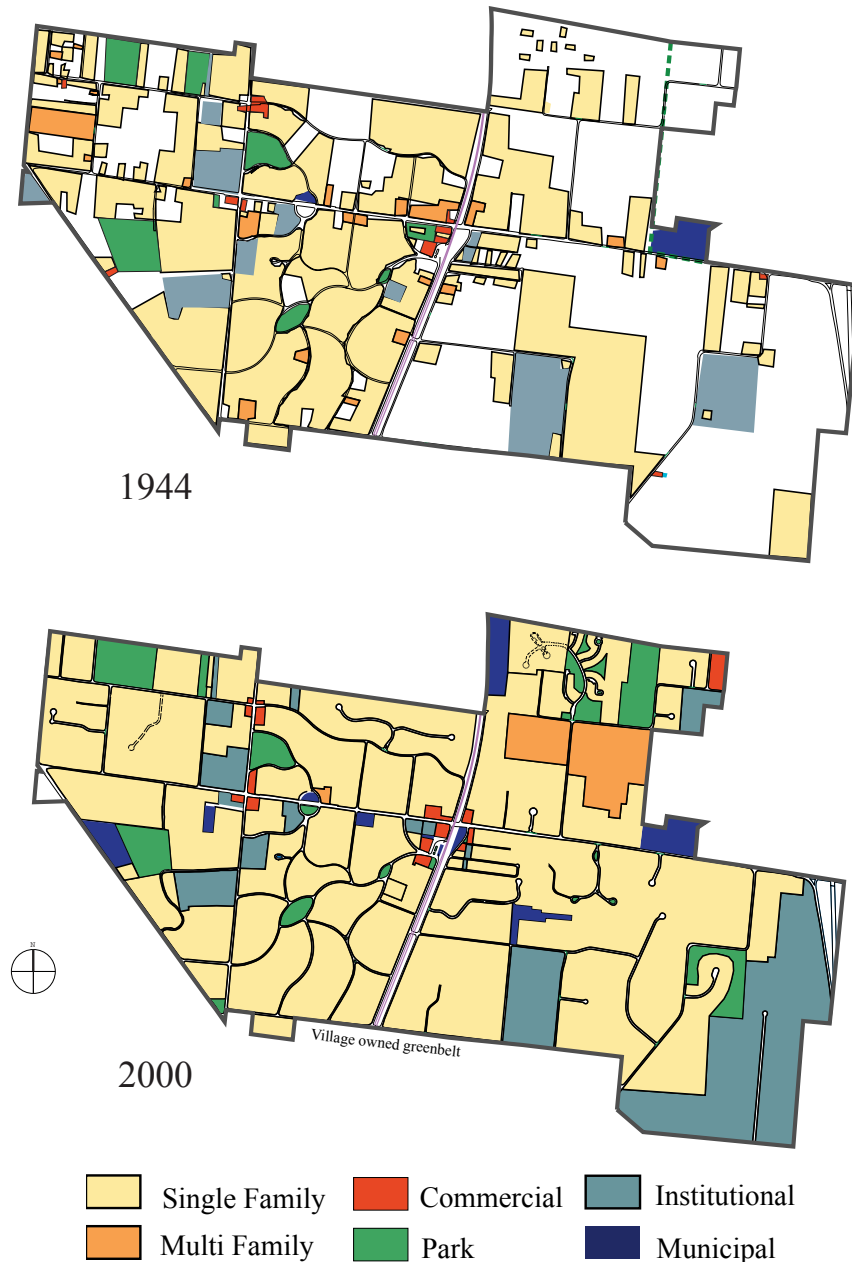 1944
N
Village owned greenbelt
2000
Single Family
Commercial
Institutional
Multi Family
Park
Municipal